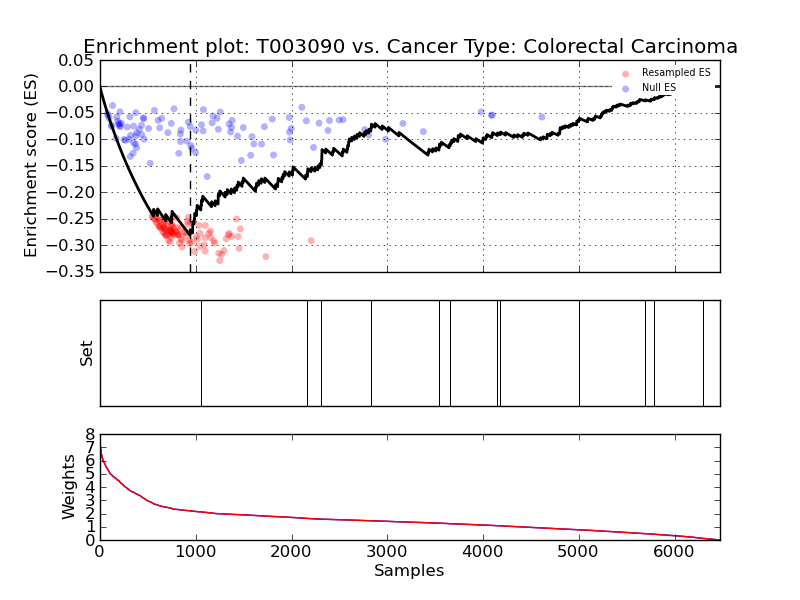 Enrichment plot: T003090 vs. Cancer Type: Colorectal Carcinoma
Enrichment score (ES)
0.05
0.00
−0.05
−0.10
−0.15
−0.20
−0.25
−0.30
−0.35
Resampled ES
Null ES
Set
Weights
8
7
6
5
4
3
2
1
0
0 1000 2000 3000 4000 5000 6000
Samples